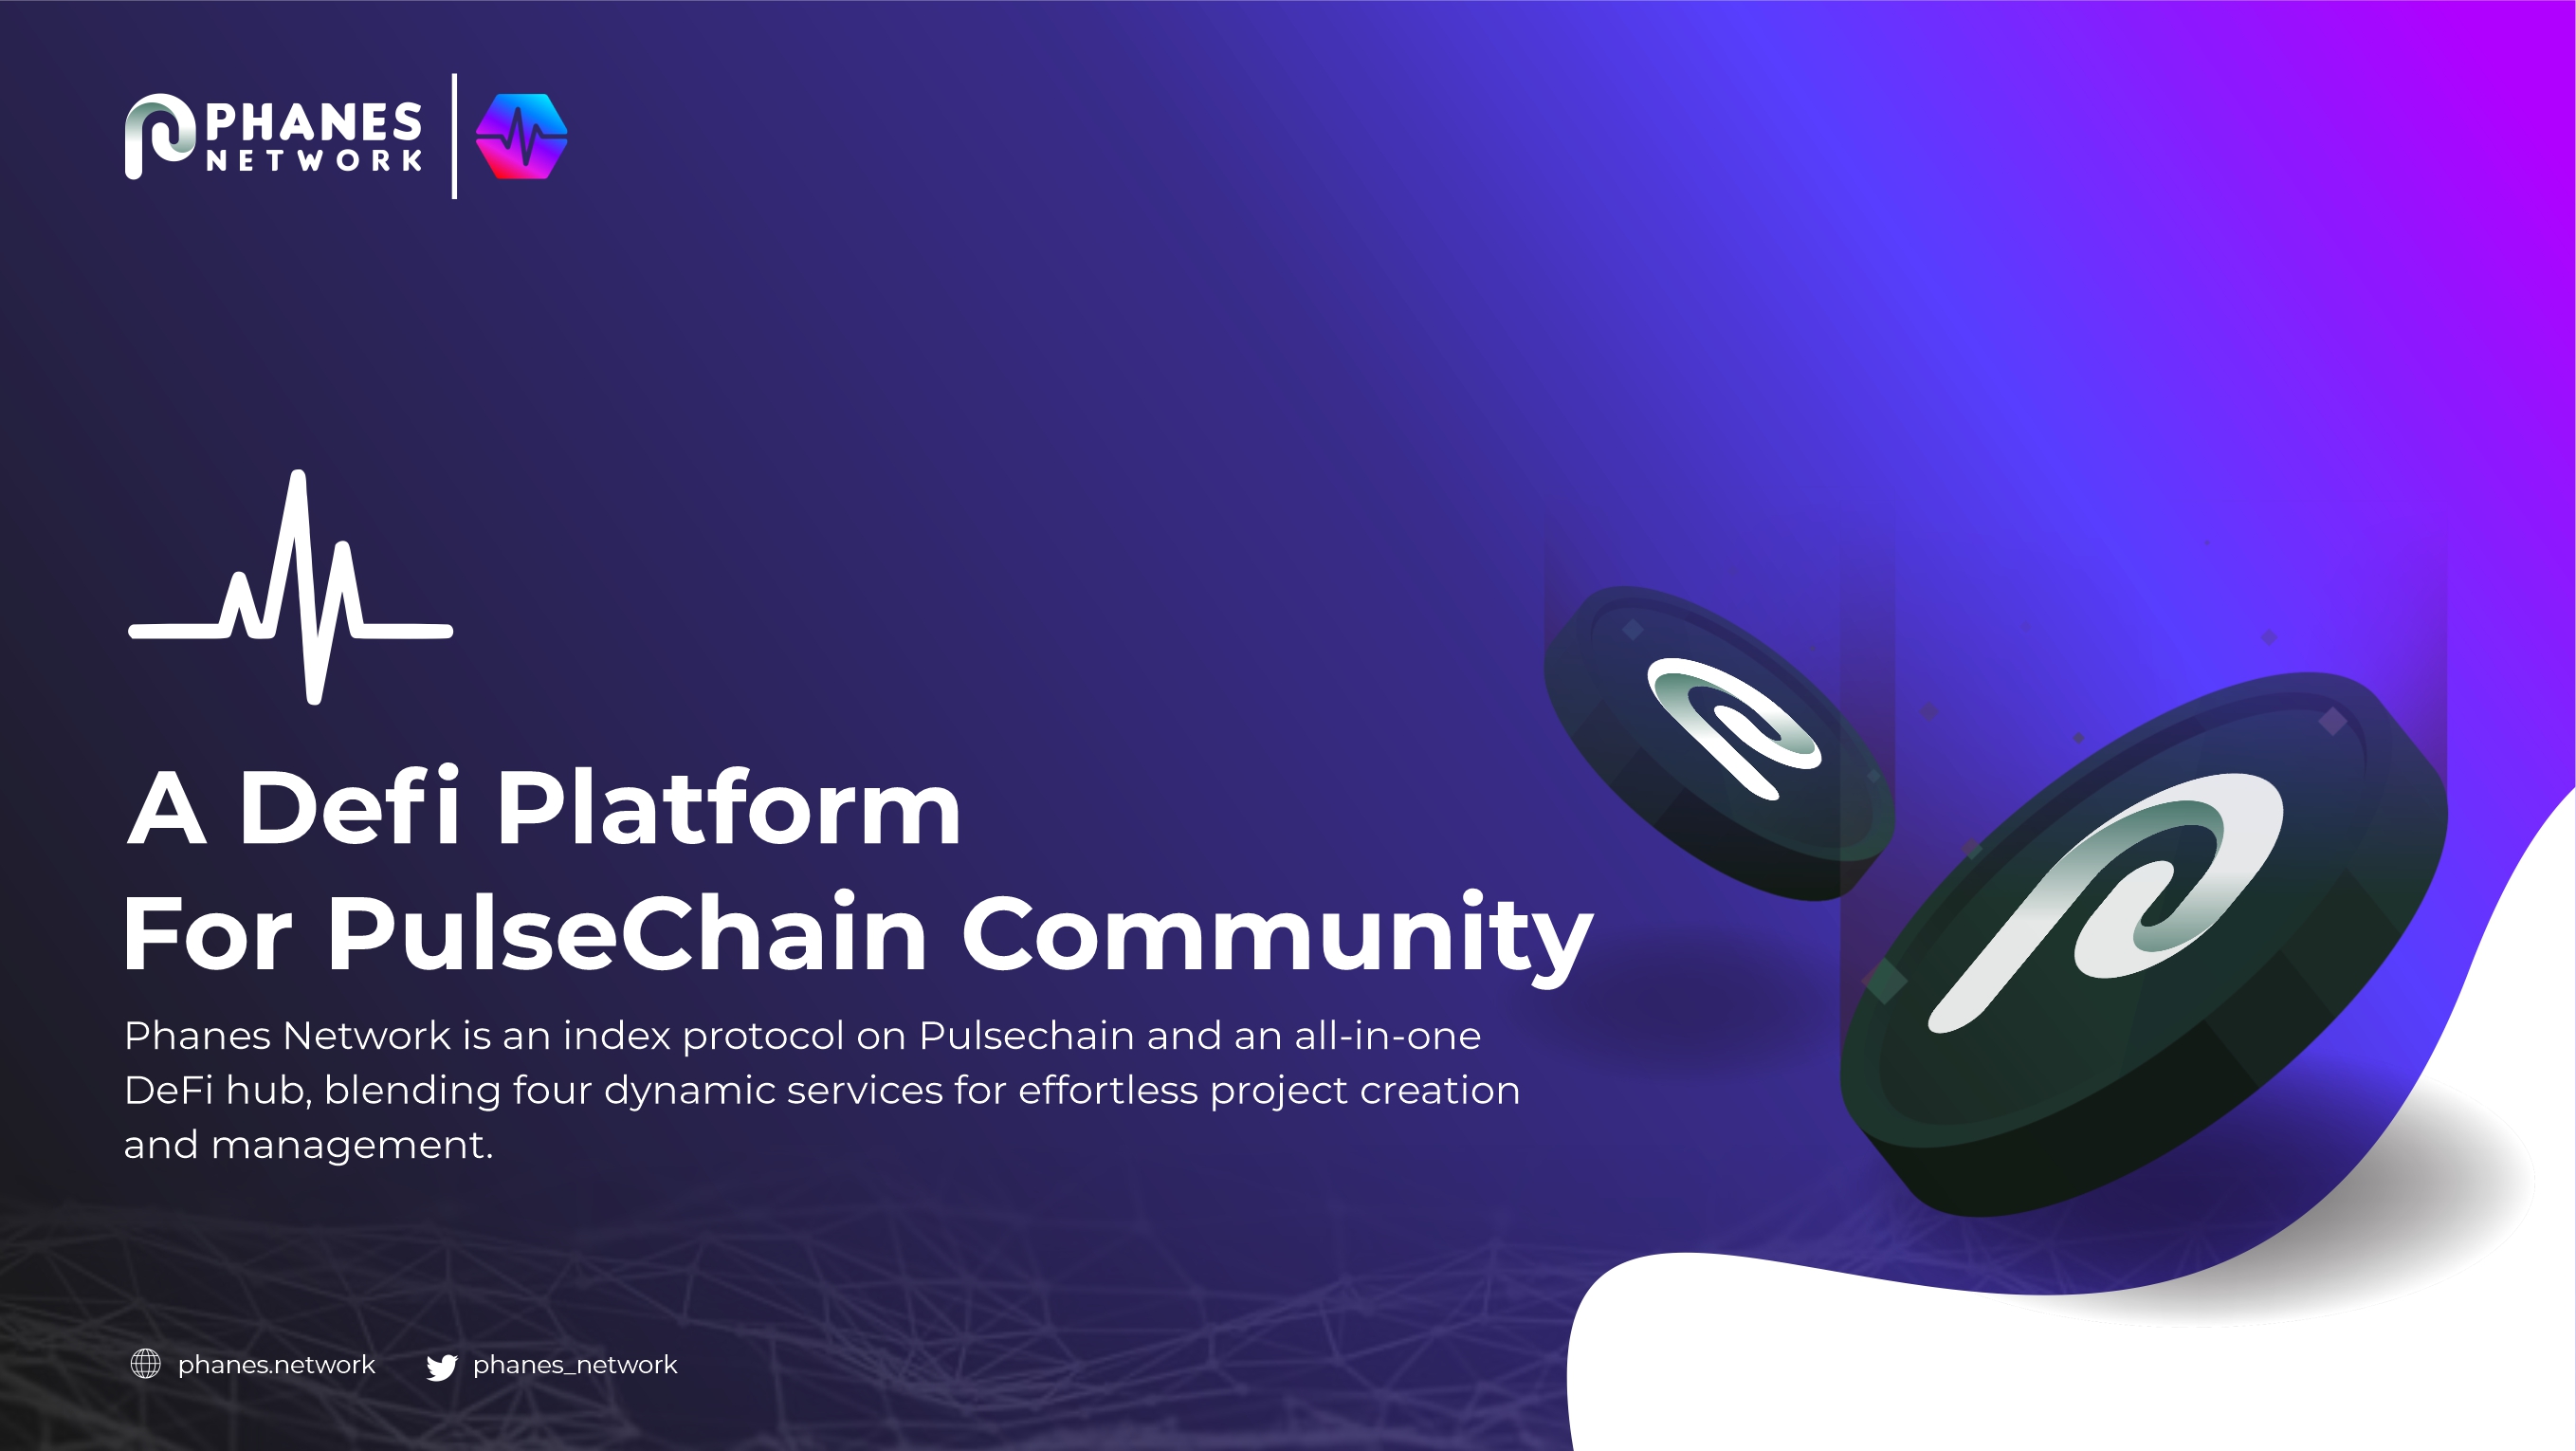 PHANES
NETWORK
A Defi Platform
For PulseChain Community
Phanes Network is an index protocol on Pulsechain and an all-in-one
DeFi hub, blending four dynamic services for effortless project creation
and management.
phanes.network
phanes_network